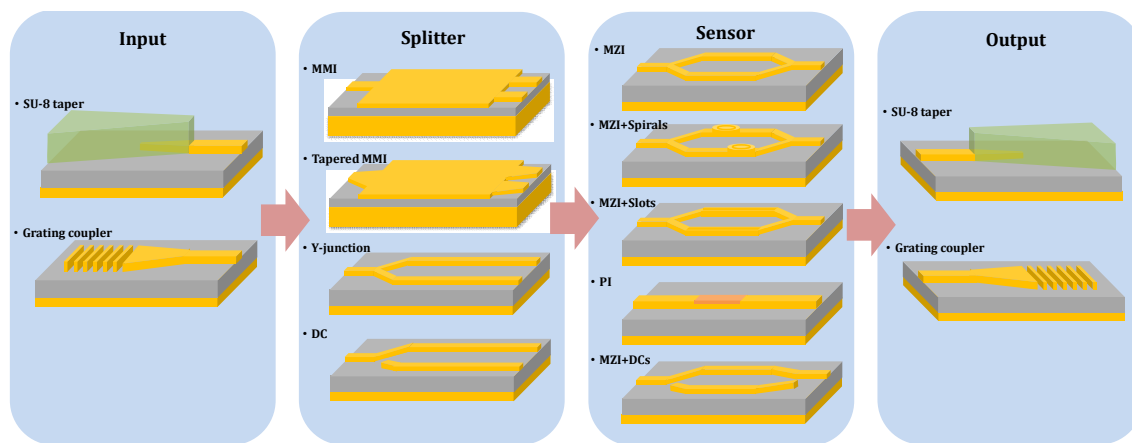 Input
• SU-8 taper
• Grating coupler
Splitter
• MMI
• Tapered MMI
• Y-junction
• DC
Sensor
• MZI
• MZI+Spirals
• MZI+Slots
• PI
• MZI+DCs
Output
• SU-8 taper
• Grating coupler